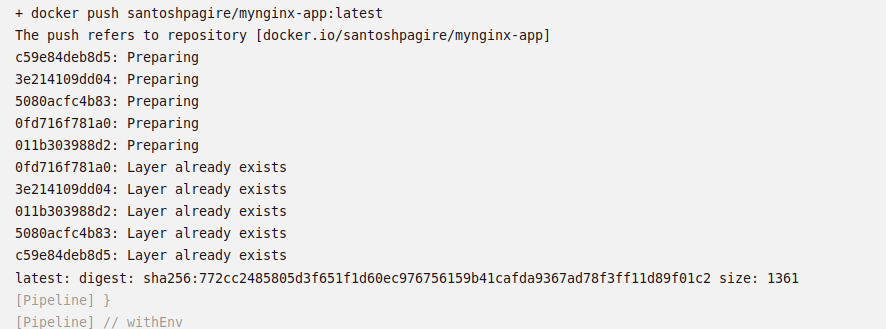 + docker push santoshpagire/mynginx-app:latest
The push refers to repository [docker.io/santoshpagire/mynginx-app]
c59e84deb8d5: Preparing
3e214109dd04: Preparing
5080acfc4b83: Preparing
0fd716f781a0: Preparing
011b303988d2: Preparing
0fd716f781a0: Layer already exists
3e214109dd04: Layer already exists
011b303988d2: Layer already exists
5080acfc4b83: Layer already exists
c59e84deb8d5: Layer already exists
latest: digest: sha256:772cc2485805d3f651f1d60ec976756159b41cafda9367ad78f3ff11d89f01c2 size: 1361
[Pipeline] }
[Pipeline] // withEnv